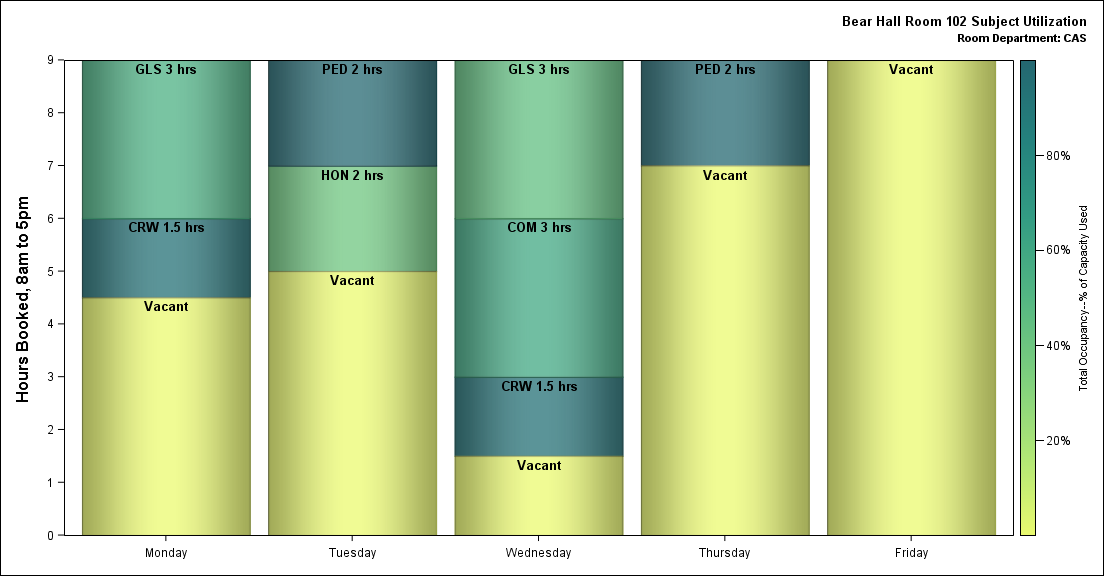 Bear Hall Room 102 Subject Utilization
Room Department: CAS
Hours Booked, 8am to 5pm
9
8
7
6
5
4
3
2
1
0
GLS 3 hrs
CRW 1.5 hrs
Vacant
PED 2 hrs
HON 2 hrs
Vacant
GLS 3 hrs
COM 3 hrs
CRW 1.5 hrs
Vacant
PED 2 hrs
Vacant
Vacant
Monday
Tuesday
Wednesday
Thursday
Friday
80%
60%
40%
20%
Total Occupancy--% of Capacity Used